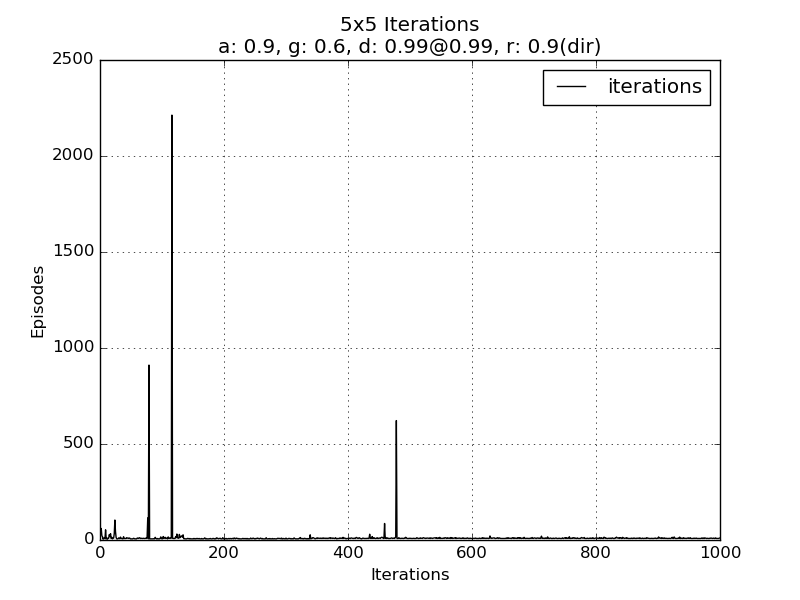 5x5 Iterations
a: 0.9, g: 0.6, d: 0.99@0.99, r: 0.9(dir)
iterations
2500
2000
1500
1000
500
0
Episodes
0 200 400 600 800 1000
Iterations